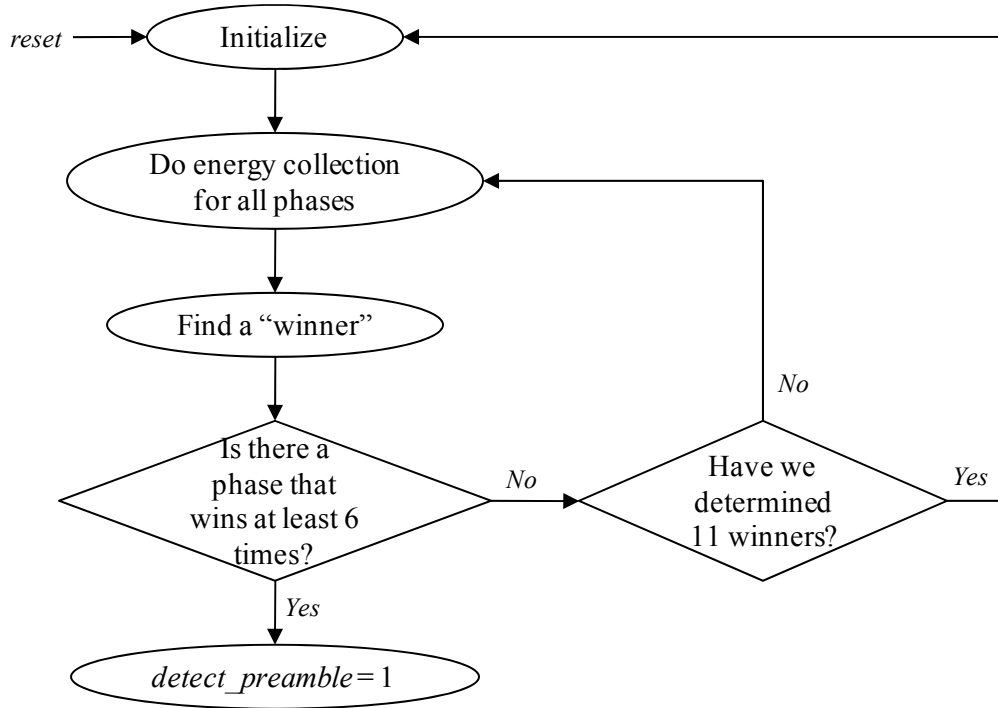 reset
Initialize
Do energy collection
for all phases
Find a “winner”
Is there a
phase that
wins at least 6
times?
No
Have we
determined
11 winners?
No
Yes
Yes
detect_preamble = 1